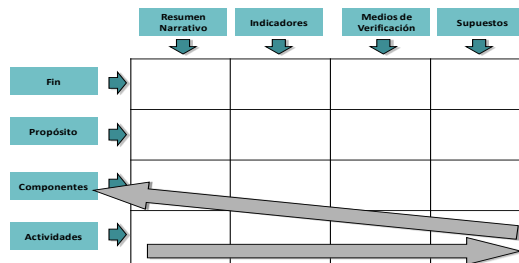 Resumen
Narrativo
Indicadores
Medios de
Verificación
Supuestos
Fin
Propósito
Componentes
Actividades